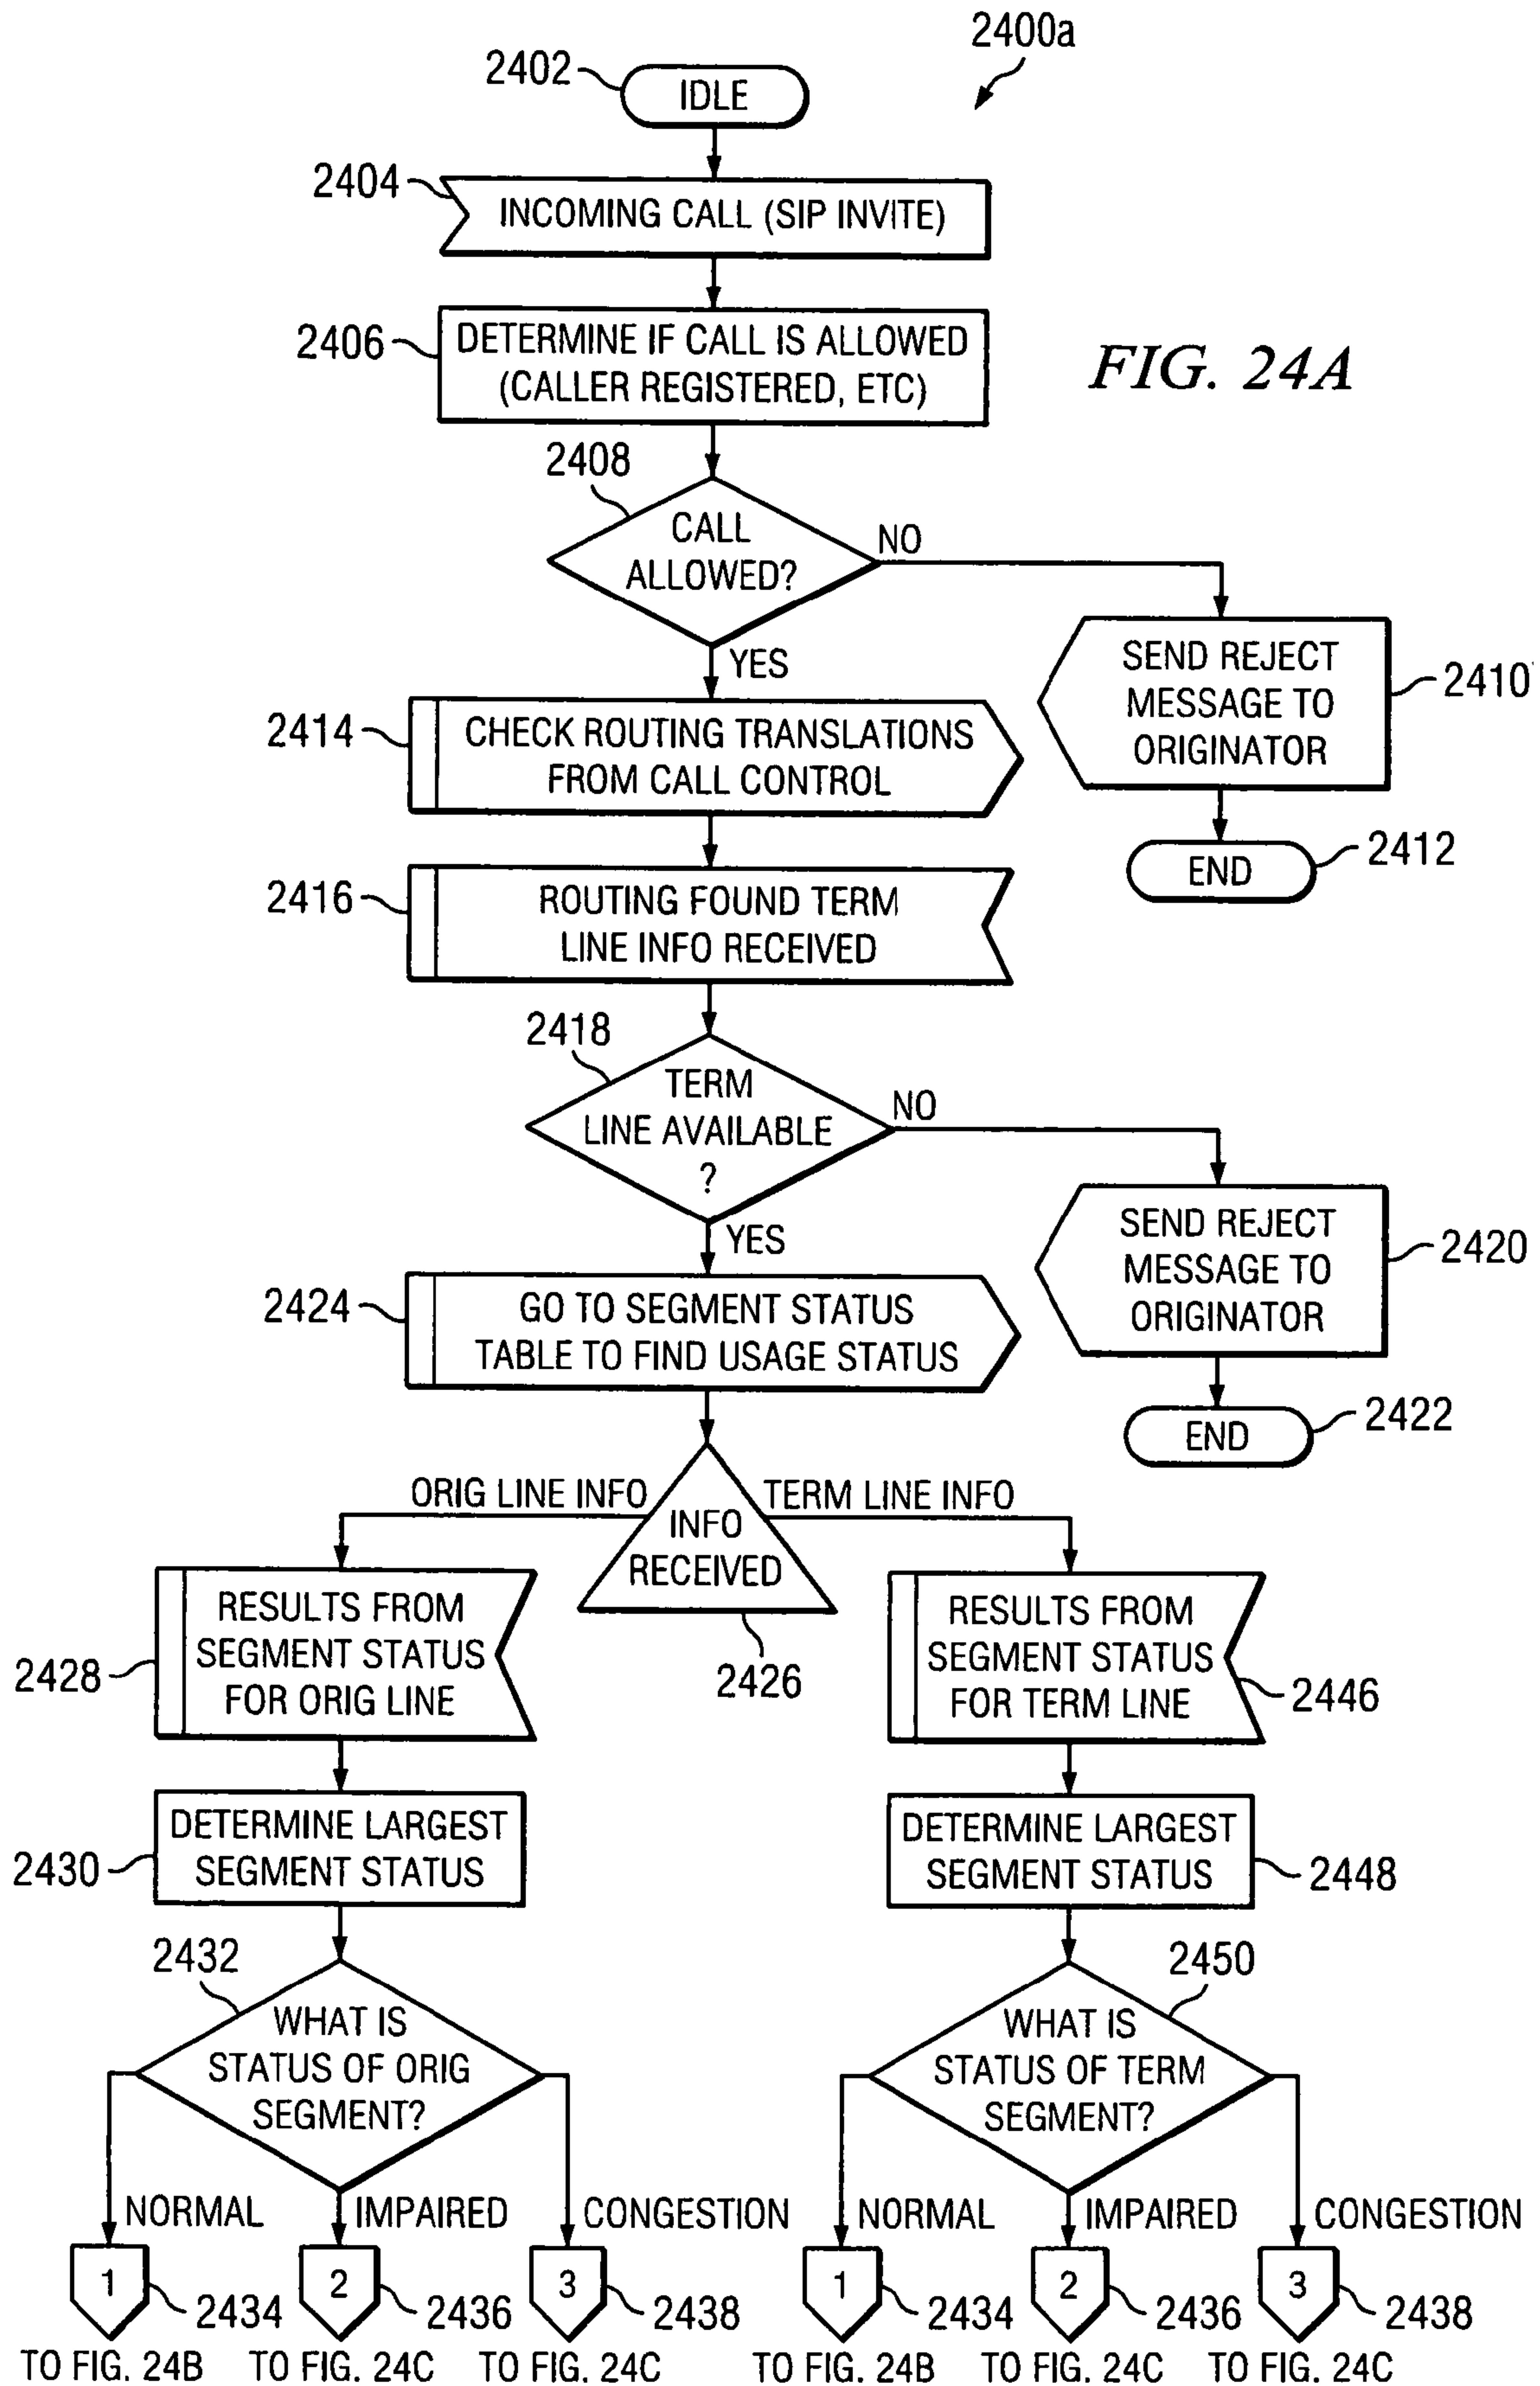 2400a
2402
IDLE
2404
INCOMING CALL (SIP INVITE)
2406
DETERMINE IF CALL IS ALLOWED
(CALLER REGISTERED, ETC)
FIG. 24A
2408
CALL
ALLOWED?
NO
YES
SEND REJECT
MESSAGE TO
ORIGINATOR
2410
2414
CHECK ROUTING TRANSLATIONS
FROM CALL CONTROL
END
2412
2416
ROUTING FOUND TERM
LINE INFO RECEIVED
2418
TERM
LINE AVAILABLE
?
NO
YES
SEND REJECT
MESSAGE TO
ORIGINATOR
2420
2424
GO TO SEGMENT STATUS
TABLE TO FIND USAGE STATUS
END
2422
ORIG LINE INFO
TERM LINE INFO
INFO
RECEIVED
2426
RESULTS FROM
SEGMENT STATUS
FOR ORIG LINE
2428
RESULTS FROM
SEGMENT STATUS
FOR TERM LINE
2446
DETERMINE LARGEST
SEGMENT STATUS
2430
DETERMINE LARGEST
SEGMENT STATUS
2448
2432
WHAT IS
STATUS OF ORIG
SEGMENT?
2450
WHAT IS
STATUS OF TERM
SEGMENT?
NORMAL
IMPAIRED
CONGESTION
NORMAL
IMPAIRED
CONGESTION
1
2434
2
2436
3
2438
1
2434
2
2436
3
2438
TO FIG. 24B
TO FIG. 24C
TO FIG. 24C
TO FIG. 24B
TO FIG. 24C
TO FIG. 24C